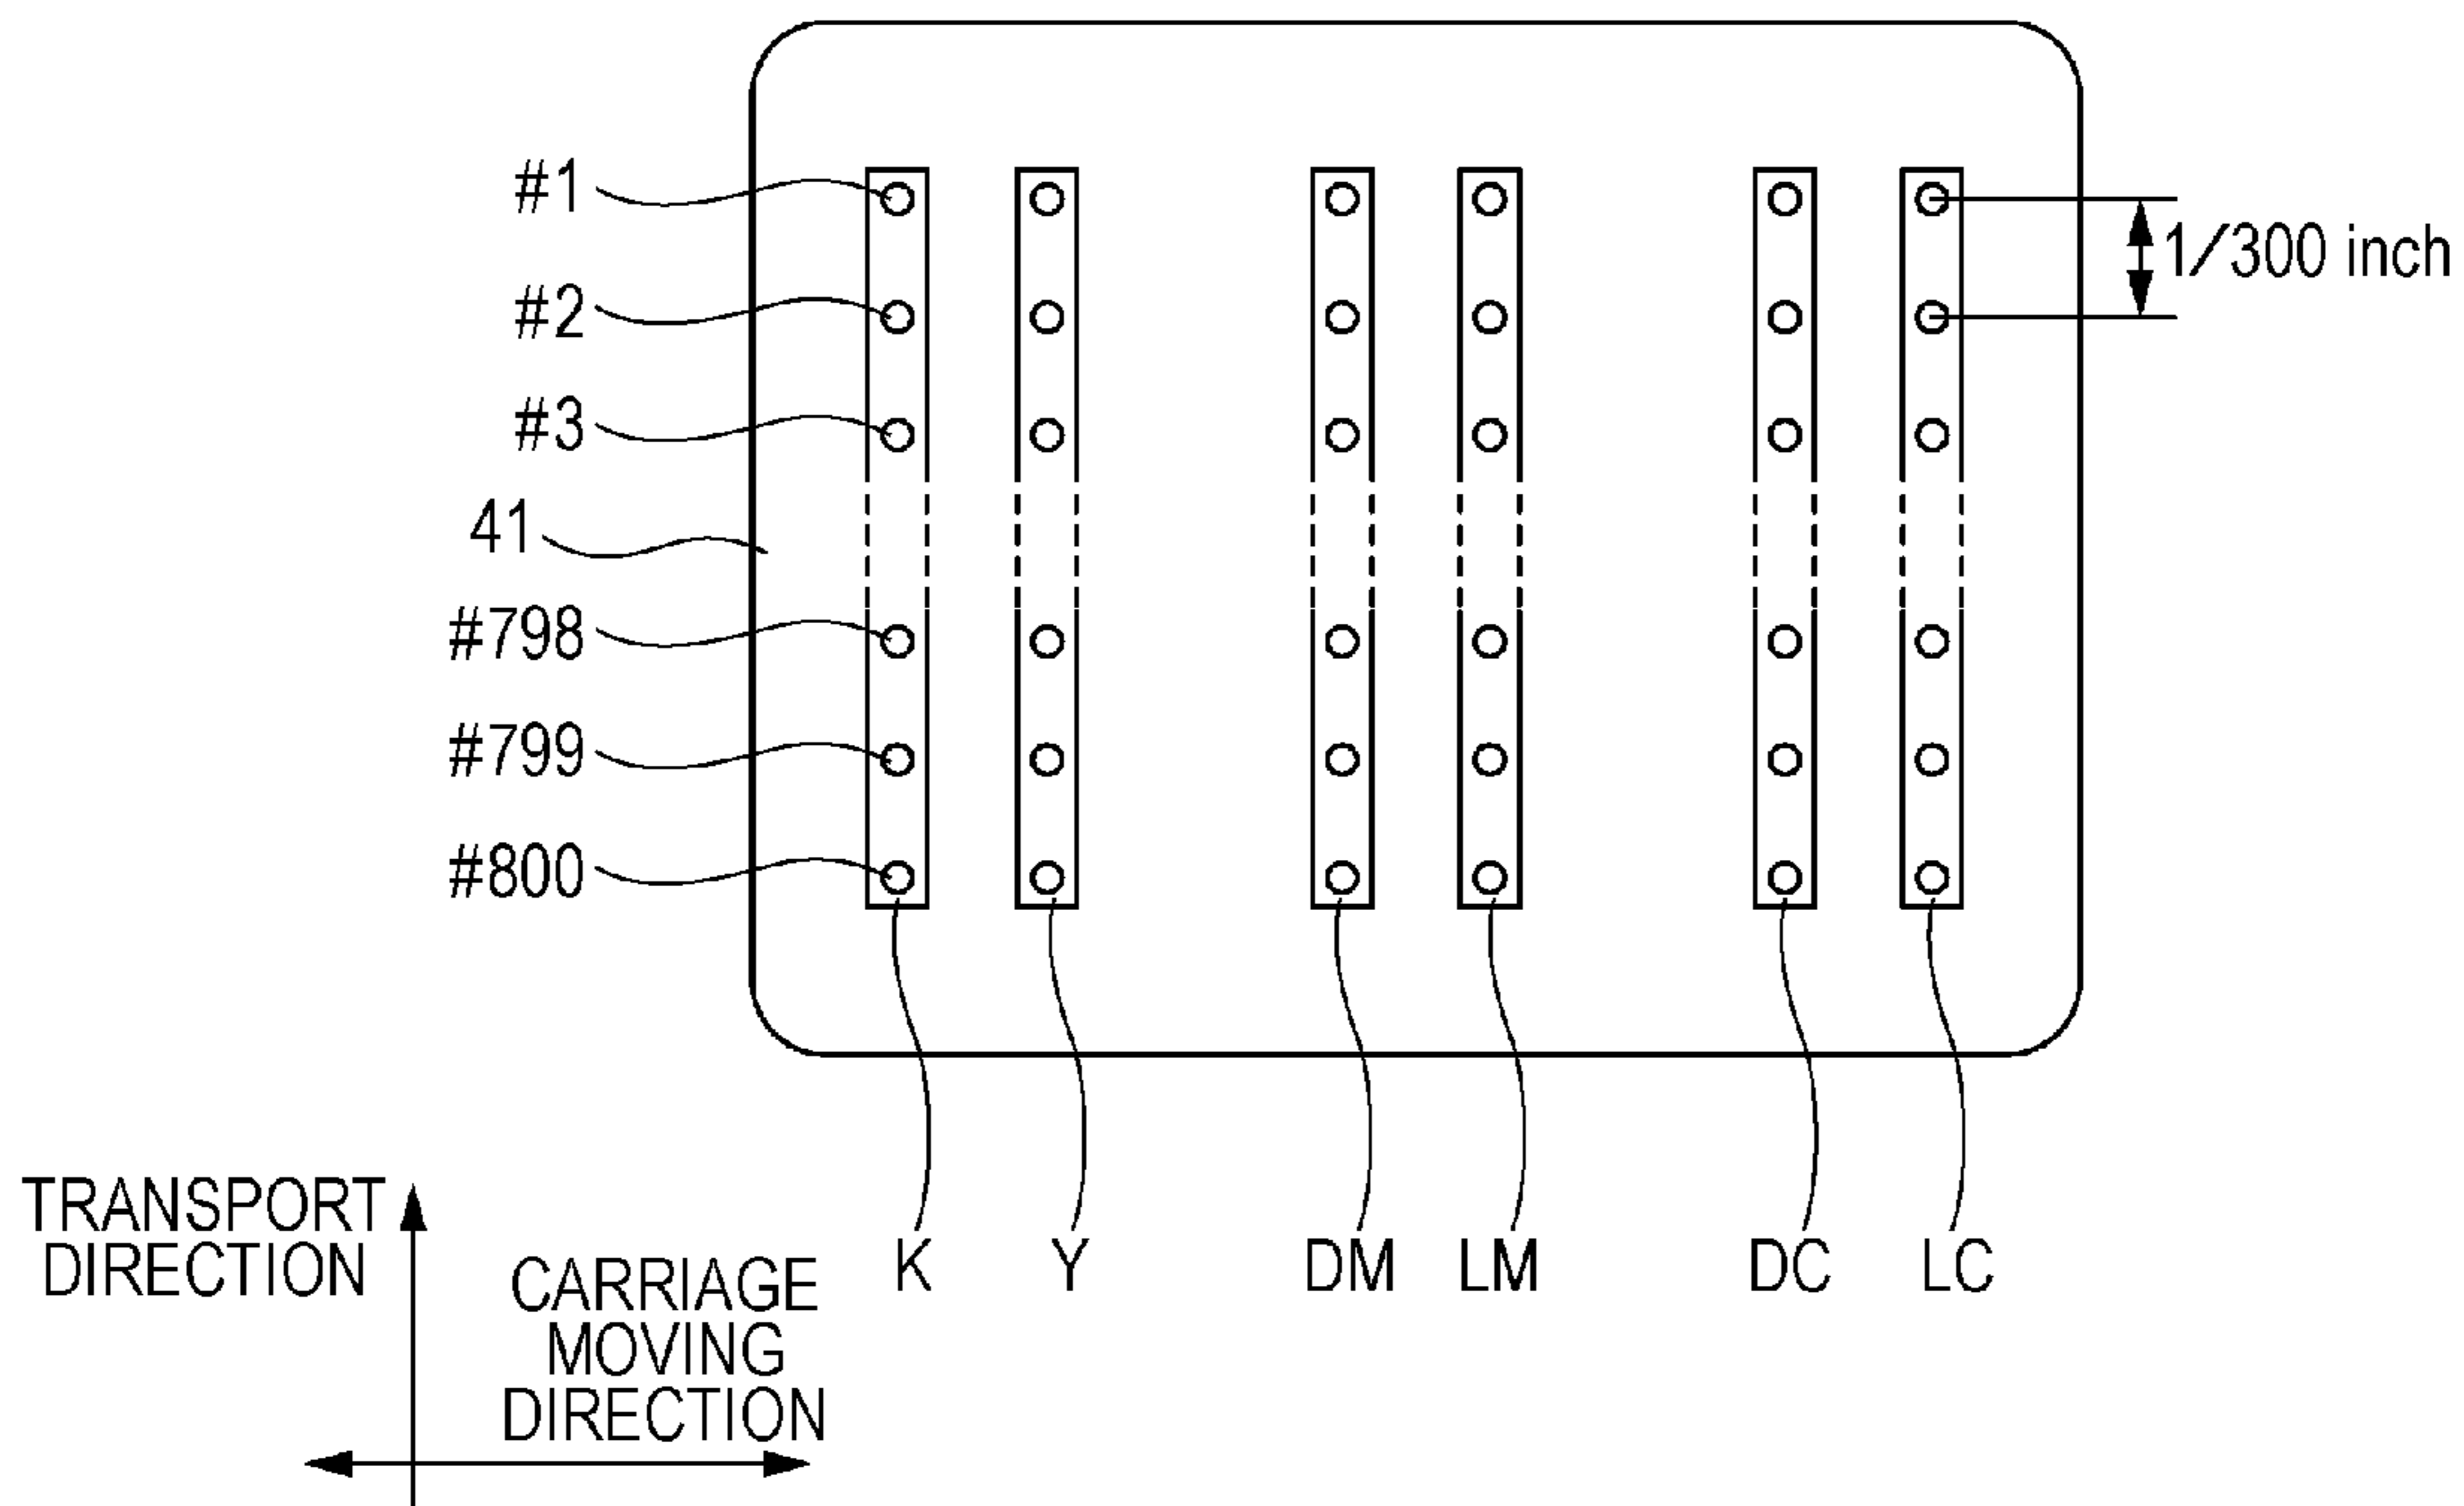 #1
#2
#3
41
#798
#799
#800
1/300 inch
K Y DM LM DC LC
TRANSPORT
DIRECTION
CARRIAGE
MOVING
DIRECTION